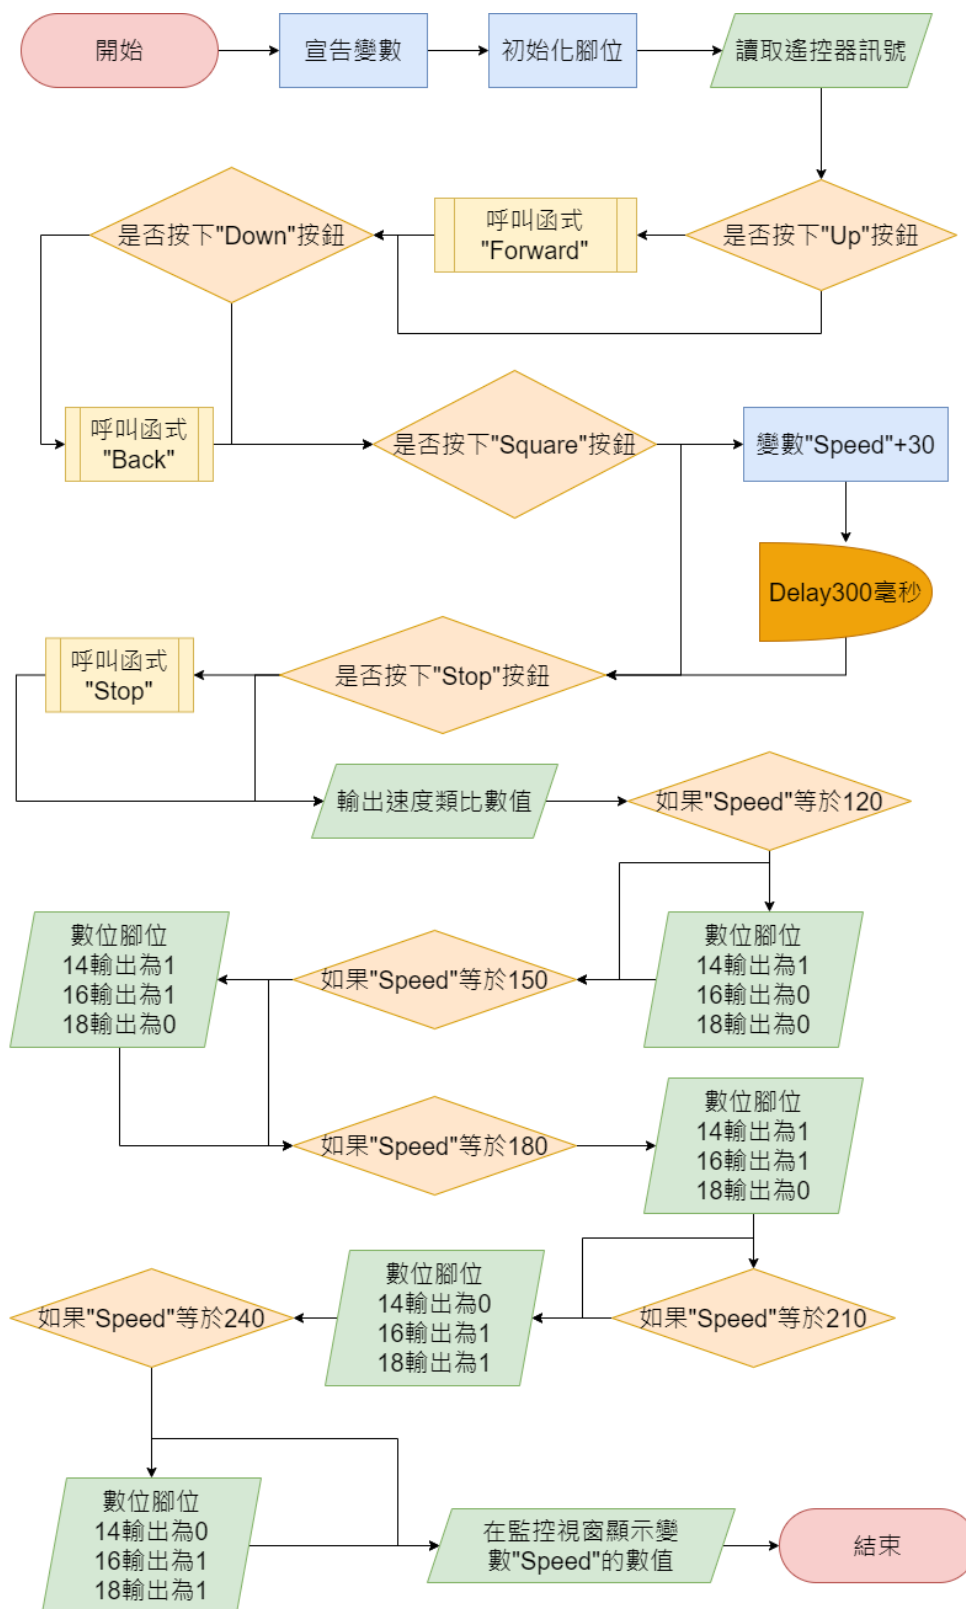 開始
宣告變數
初始化腳位
讀取遙控器訊號
是否按下"Up"按鈕
呼叫函式
"Forward"
是否按下"Down"按鈕
呼叫函式
"Back"
是否按下"Square"按鈕
變數"Speed"+30
Delay300毫秒
是否按下"Stop"按鈕
呼叫函式
"Stop"
輸出速度類比數值
如果"Speed"等於120
數位腳位
14輸出為1
16輸出為0
18輸出為0
如果"Speed"等於150
數位腳位
14輸出為1
16輸出為1
18輸出為0
如果"Speed"等於180
數位腳位
14輸出為1
16輸出為1
18輸出為0
如果"Speed"等於210
數位腳位
14輸出為0
16輸出為1
18輸出為1
如果"Speed"等於240
數位腳位
14輸出為0
16輸出為1
18輸出為1
在監控視窗顯示變
數"Speed"的數值
結束